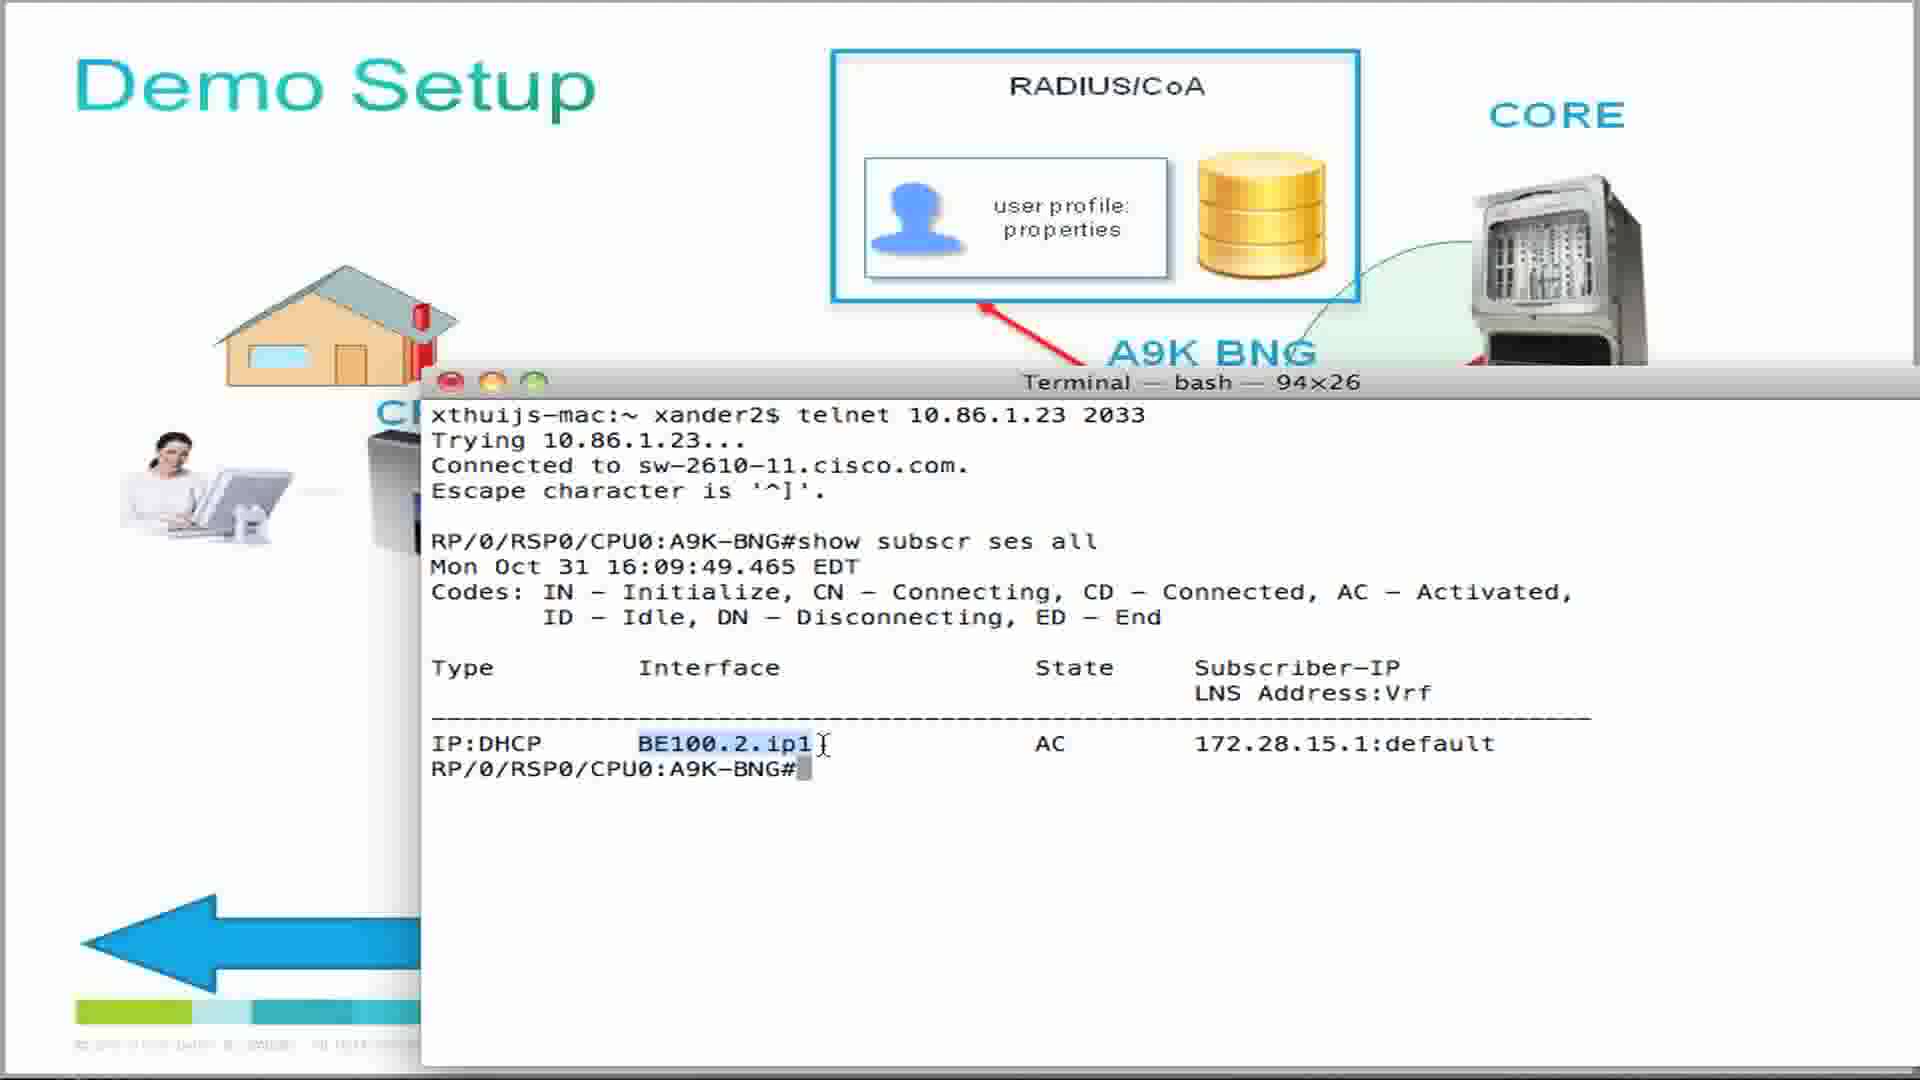 Demo Setup
RADIUS/CoA
CORE
user profile:
properties
A9K BNG
Terminal — bash — 94×26
xthuijs-mac:~ xander2$ telnet 10.86.1.23 2033
Trying 10.86.1.23...
Connected to sw-2610-11.cisco.com.
Escape character is '^]'.
RP/0/RSP0/CPU0:A9K-BNG#show subscr ses all
Mon Oct 31 16:09:49.465 EDT
Codes: IN - Initialize, CN - Connecting, CD - Connected, AC - Activated,
ID - Idle, DN - Disconnecting, ED - End
Type Interface State Subscriber-IP
LNS Address:Vrf
--------------------------------------------------------------------------
IP:DHCP BE100.2.ip1 AC 172.28.15.1:default
RP/0/RSP0/CPU0:A9K-BNG#